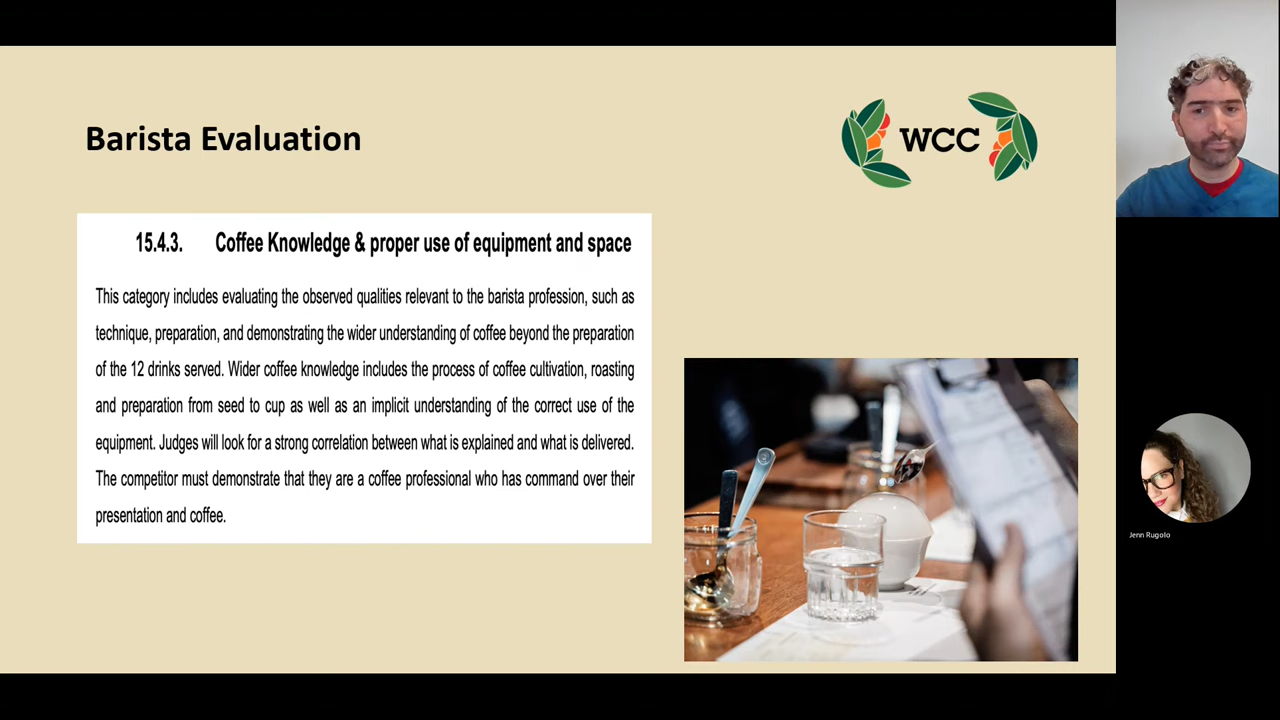 Barista Evaluation
WCC
15.4.3. Coffee Knowledge & proper use of equipment and space
This category includes evaluating the observed qualities relevant to the barista profession, such as
technique, preparation, and demonstrating the wider understanding of coffee beyond the preparation
of the 12 drinks served. Wider coffee knowledge includes the process of coffee cultivation, roasting
and preparation from seed to cup as well as an implicit understanding of the correct use of the
equipment. Judges will look for a strong correlation between what is explained and what is delivered.
The competitor must demonstrate that they are a coffee professional who has command over their
presentation and coffee.
Jenn Rugolo